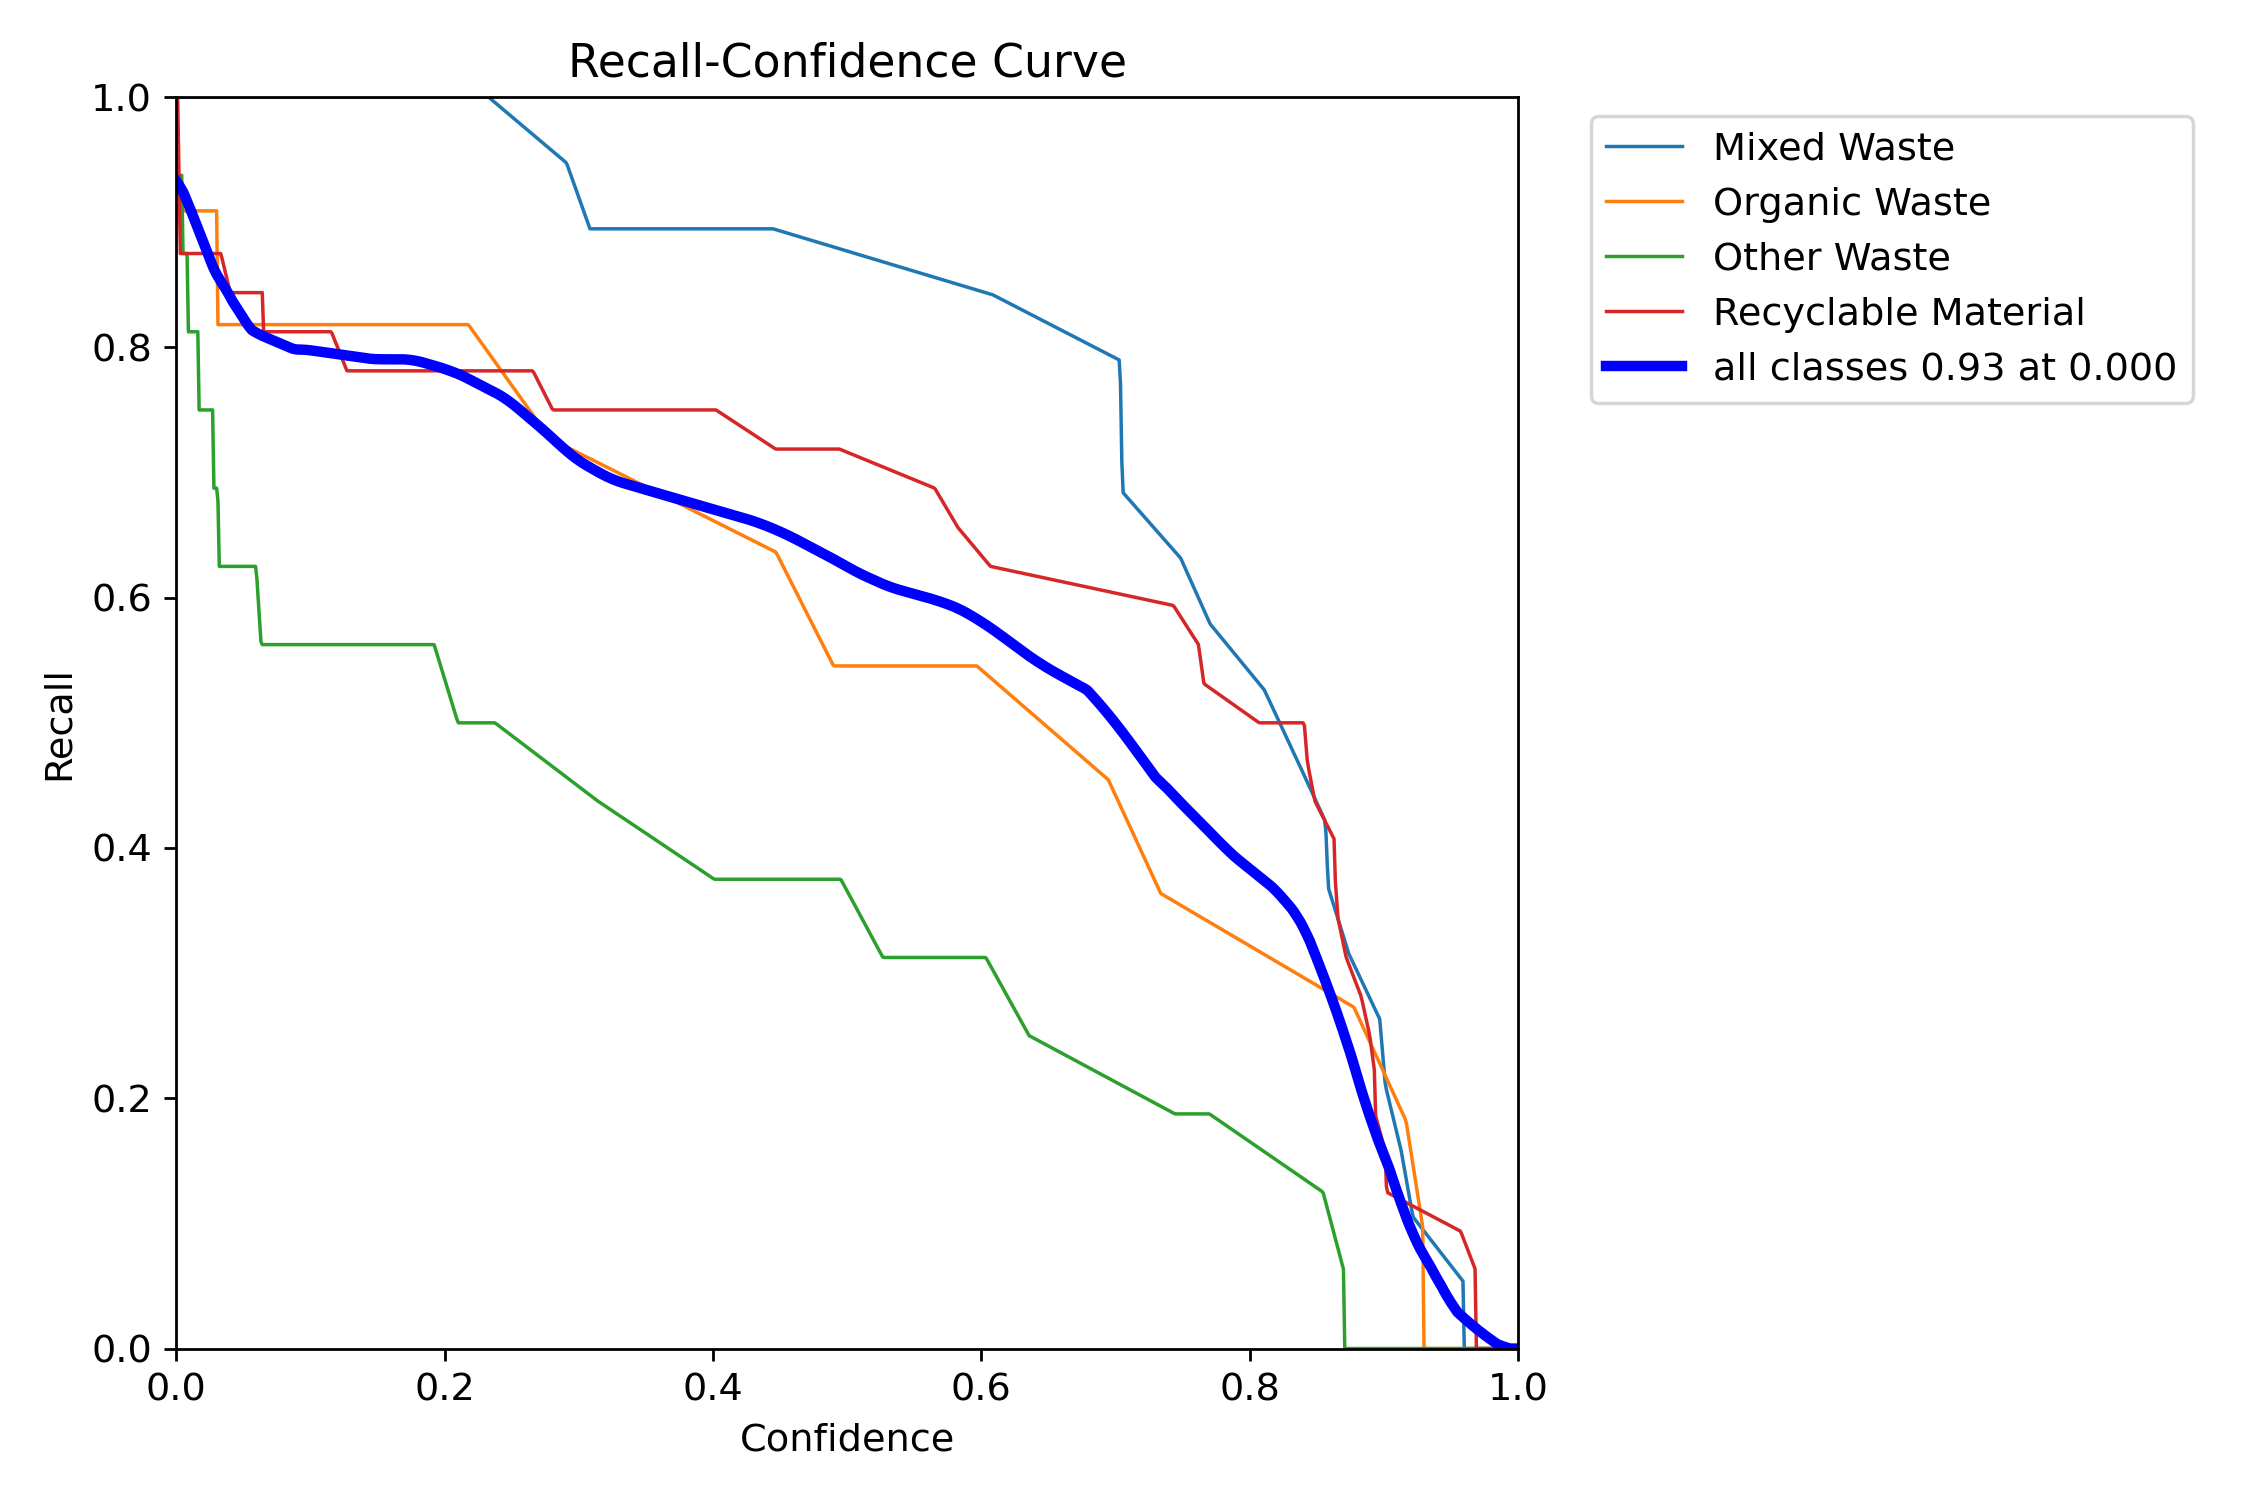 Recall-Confidence Curve
1.0
0.8
0.6
0.4
0.2
0.0
Recall
0.0 0.2 0.4 0.6 0.8 1.0
Confidence
Mixed Waste
Organic Waste
Other Waste
Recyclable Material
all classes 0.93 at 0.000